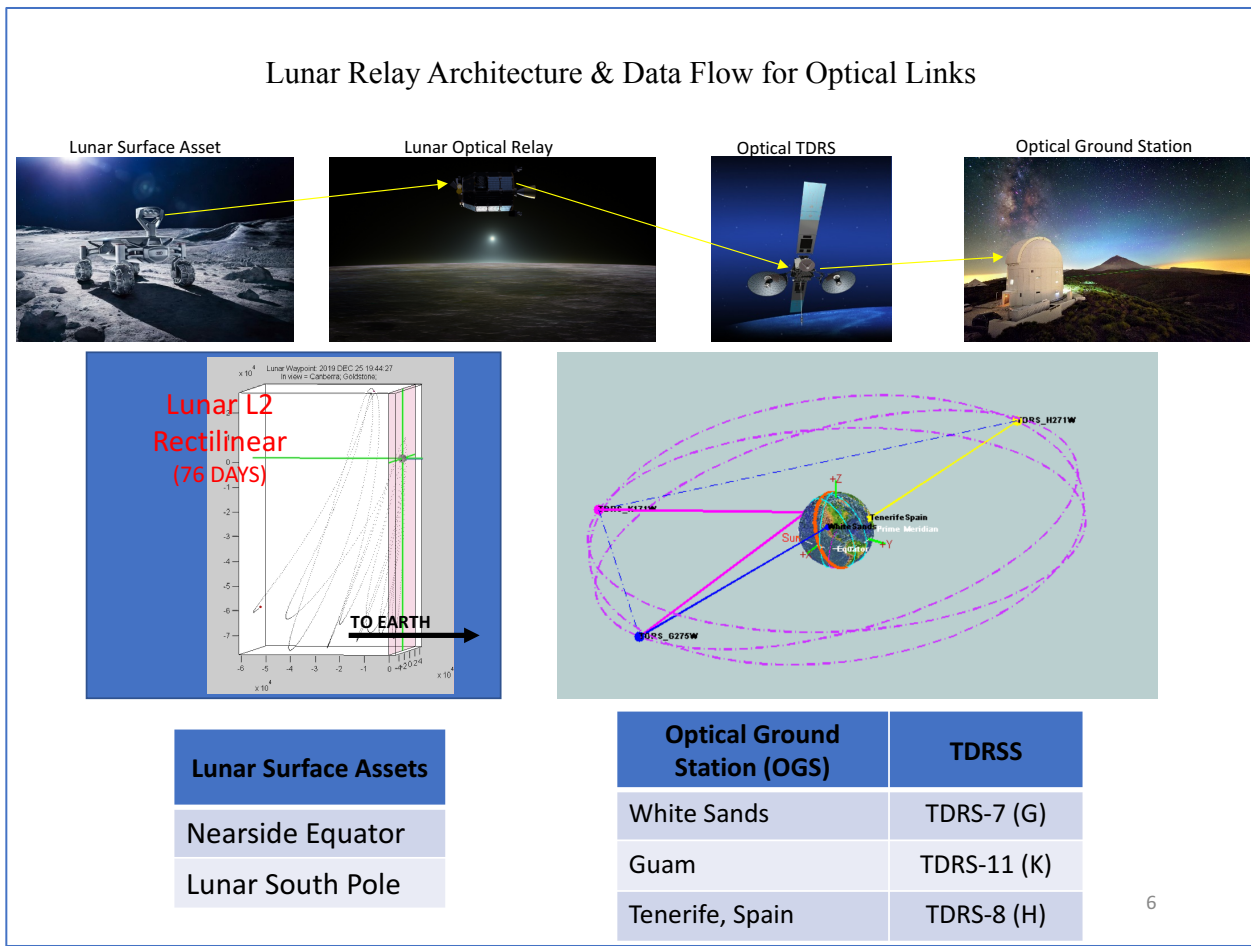 Lunar Relay Architecture & Data Flow for Optical Links
Lunar Surface Asset
Lunar Optical Relay
Optical TDRS
Optical Ground Station
x 10⁴
Lunar Waypoint: 2019 DEC 25 19:44:27
In view = Canberra; Goldstone;
Lunar L2
Rectilinear
(76 DAYS)
2
0
-1
-2
-3
-4
-5
-6
-7
TO EARTH
-6
-5
-4
-3
-2
-1
0
x 10⁴
x 10⁴
TDRS_H271W
TDRS_K171W
TDRS_G275W
+Z
TenerifeSpain
WhiteSands
Prime Meridian
Sun
Equator
+Y
Lunar Surface Assets
Nearside Equator
Lunar South Pole
Optical Ground
Station (OGS)
TDRSS
White Sands
TDRS-7 (G)
Guam
TDRS-11 (K)
Tenerife, Spain
TDRS-8 (H)
6